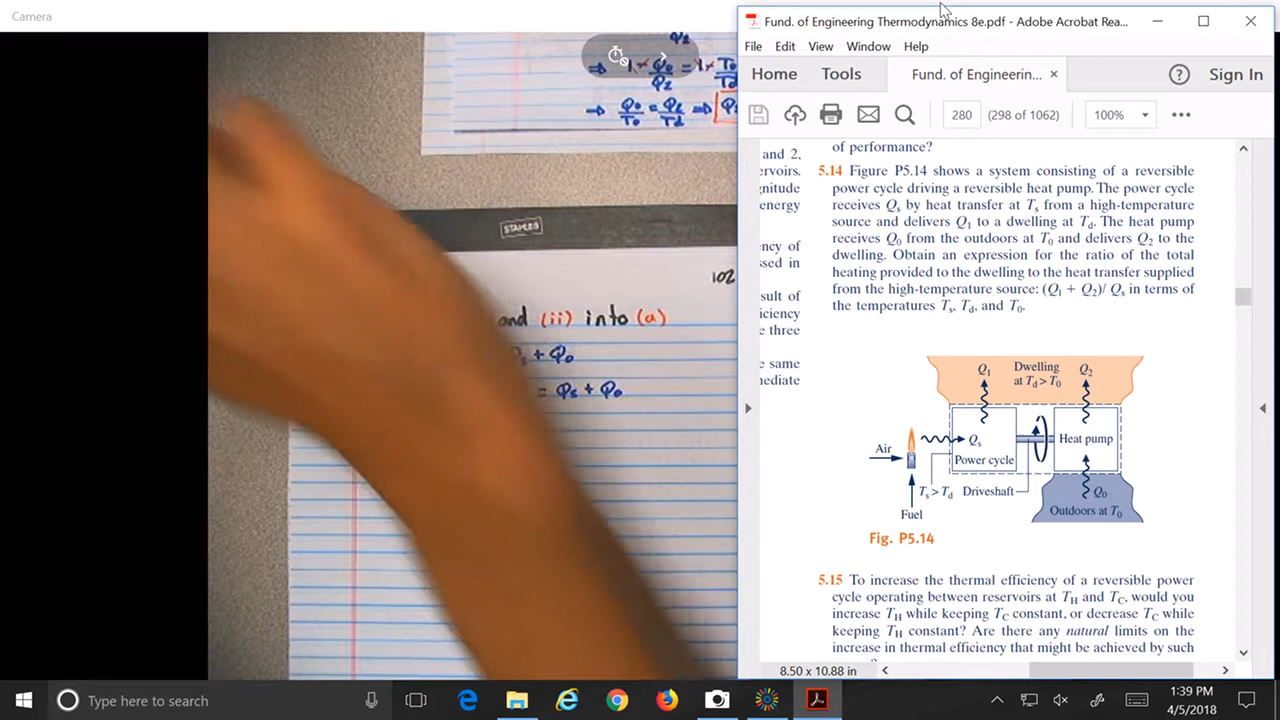 Camera
Fund. of Engineering Thermodynamics 8e.pdf - Adobe Acrobat Rea...
File Edit View Window Help
Home Tools Fund. of Engineerin... × Sign In
280 (298 of 1062) 100%
STAPLES
102
and (ii) into (a)
+ Q₀
= Qs + Q₀
and 2,
ervoirs.
gnitude
energy
ncy of
ssed in
sult of
ficiency
e three
e same
mediate
of performance?
5.14 Figure P5.14 shows a system consisting of a reversible
power cycle driving a reversible heat pump. The power cycle
receives Qs by heat transfer at Ts from a high-temperature
source and delivers Q1 to a dwelling at Td. The heat pump
receives Q0 from the outdoors at T0 and delivers Q2 to the
dwelling. Obtain an expression for the ratio of the total
heating provided to the dwelling to the heat transfer supplied
from the high-temperature source: (Q1 + Q2)/ Qs in terms of
the temperatures Ts, Td, and T0.
Q1 Dwelling at Td > T0 Q2
Qs Heat pump
Air Power cycle
Ts > Td Driveshaft Q0
Fuel Outdoors at T0
Fig. P5.14
5.15 To increase the thermal efficiency of a reversible power
cycle operating between reservoirs at TH and TC, would you
increase TH while keeping TC constant, or decrease TC while
keeping TH constant? Are there any natural limits on the
increase in thermal efficiency that might be achieved by such
8.50 x 10.88 in
Type here to search
1:39 PM
4/5/2018